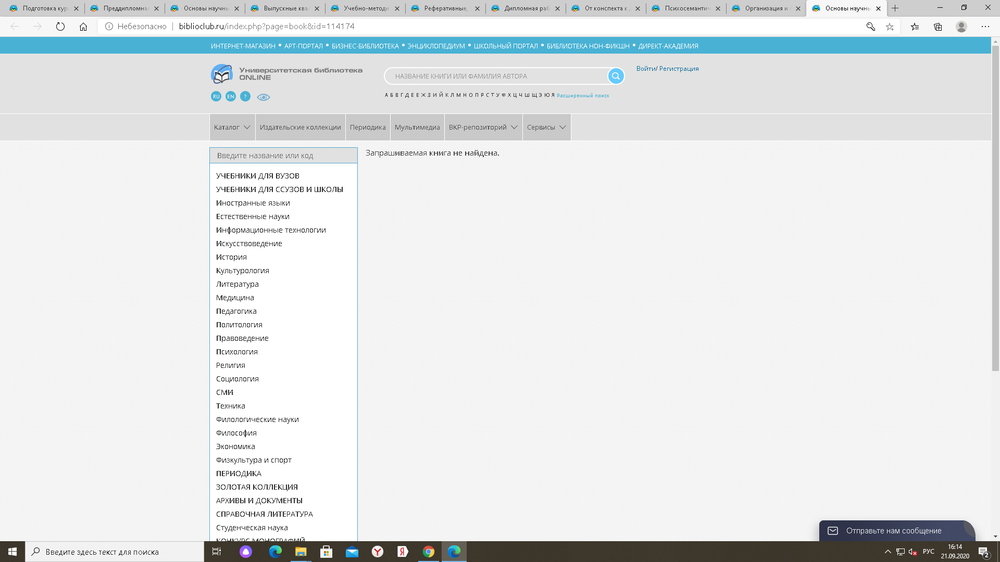 Подготовка кур
Преддипломная
Основы научны
Выпускные ква
Учебно-методи
Реферативные,
Дипломная раб
От конспекта к
Психосемантич
Организация и
Основы научны
Небезопасно
biblioclub.ru/index.php?page=book&id=114174
ИНТЕРНЕТ-МАГАЗИН • АРТ-ПОРТАЛ • БИЗНЕС-БИБЛИОТЕКА • ЭНЦИКЛОПЕДИУМ • ШКОЛЬНЫЙ ПОРТАЛ • БИБЛИОТЕКА НОН-ФИКШН • ДИРЕКТ-АКАДЕМИЯ
Университетская библиотека
ONLINE
НАЗВАНИЕ КНИГИ ИЛИ ФАМИЛИЯ АВТОРА
Войти/ Регистрация
RU EN ?
А Б В Г Д Е Ё Ж З И Й К Л М Н О П Р С Т У Ф Х Ц Ч Ш Щ Э Ю Я Расширенный поиск
Каталог
Издательские коллекции
Периодика
Мультимедиа
ВКР-репозиторий
Сервисы
Введите название или код
Запрашиваемая книга не найдена.
УЧЕБНИКИ ДЛЯ ВУЗОВ
УЧЕБНИКИ ДЛЯ ССУЗОВ И ШКОЛЫ
Иностранные языки
Естественные науки
Информационные технологии
Искусствоведение
История
Культурология
Литература
Медицина
Педагогика
Политология
Правоведение
Психология
Религия
Социология
СМИ
Техника
Филологические науки
Философия
Экономика
Физкультура и спорт
ПЕРИОДИКА
ЗОЛОТАЯ КОЛЛЕКЦИЯ
АРХИВЫ И ДОКУМЕНТЫ
СПРАВОЧНАЯ ЛИТЕРАТУРА
Студенческая наука
КОНКУРС МОНОГРАФИЙ
Отправьте нам сообщение
Введите здесь текст для поиска
РУС
16:14
21.09.2020
2